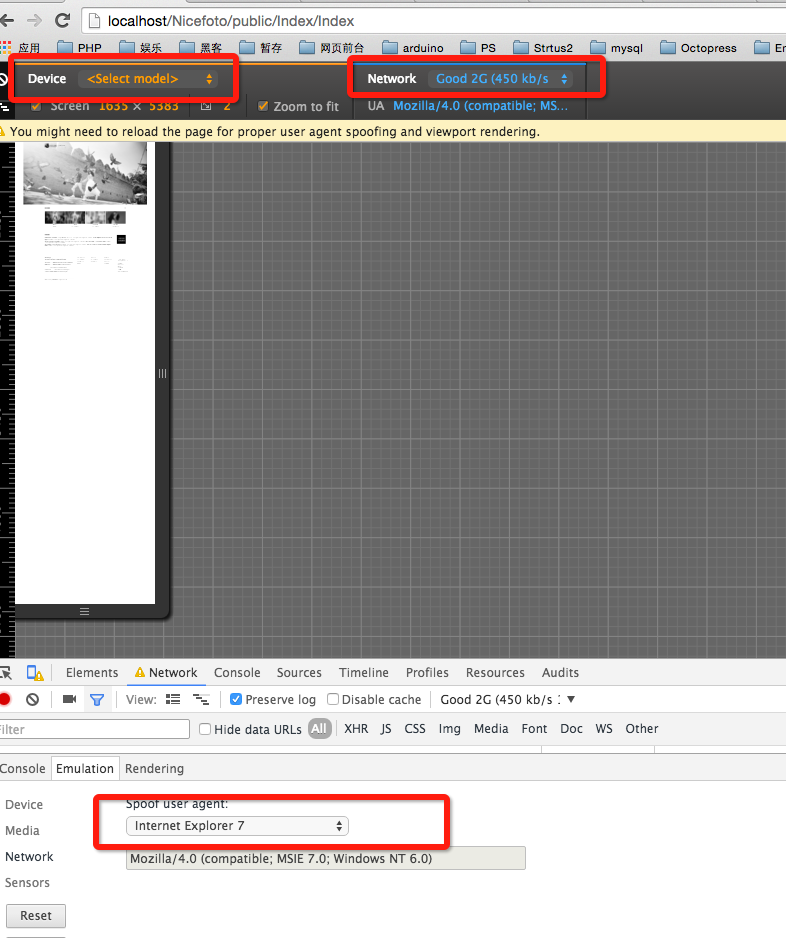 localhost/Nicefoto/public/Index/Index
应用 PHP 娱乐 黑客 暂存 网页前台 arduino PS Strtus2 mysql Octopress
Device <Select model> Network Good 2G (450 kb/s
Screen 1635 × 5383 2 Zoom to fit UA Mozilla/4.0 (compatible; MS...
You might need to reload the page for proper user agent spoofing and viewport rendering.
Elements Network Console Sources Timeline Profiles Resources Audits
View: Preserve log Disable cache Good 2G (450 kb/s
Filter Hide data URLs All XHR JS CSS Img Media Font Doc WS Other
Console Emulation Rendering
Device
Spoof user agent:
Media
Internet Explorer 7
Network
Mozilla/4.0 (compatible; MSIE 7.0; Windows NT 6.0)
Sensors
Reset